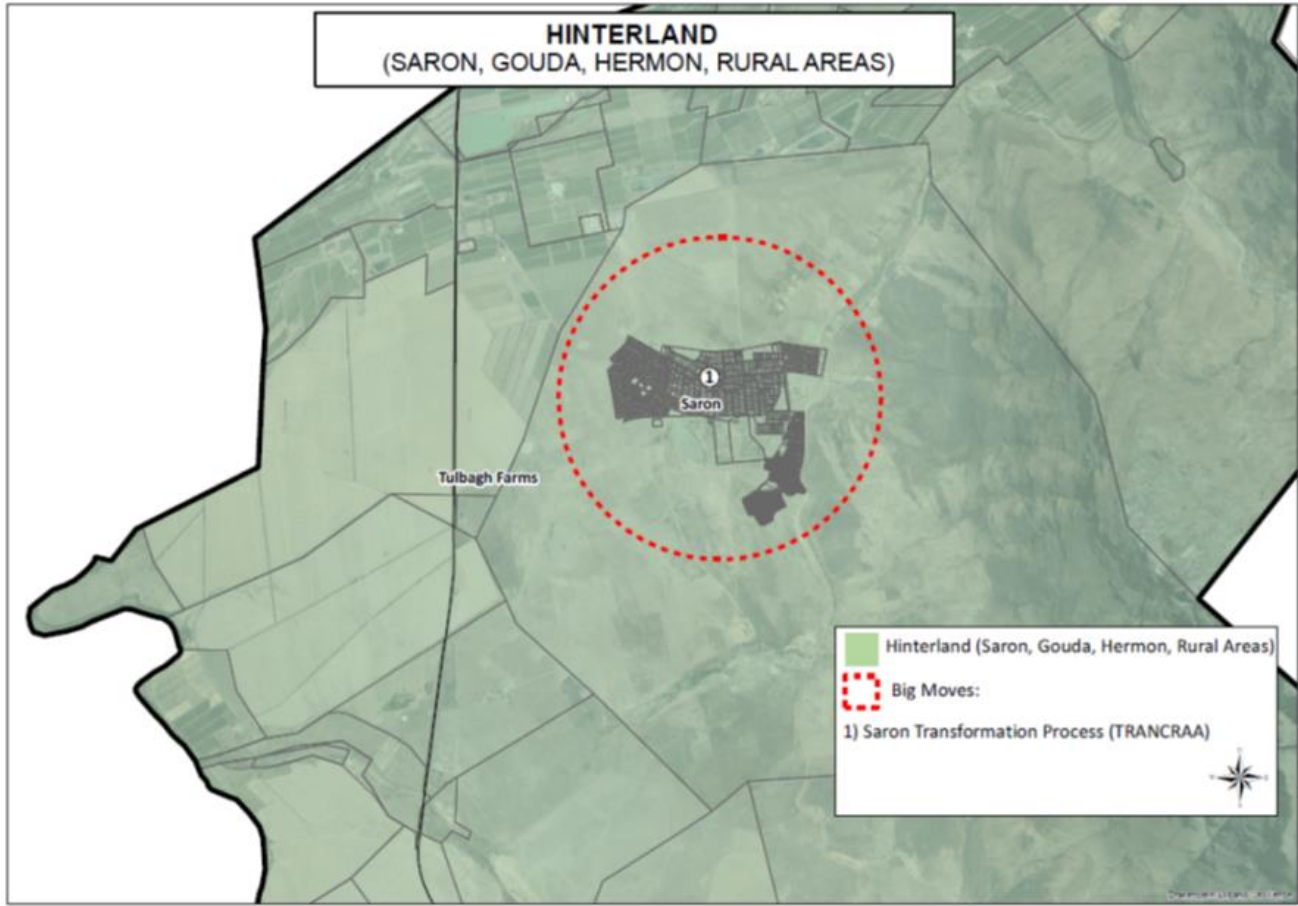 HINTERLAND
(SARON, GOUDA, HERMON, RURAL AREAS)
1
Saron
Tulbagh Farms
Hinterland (Saron, Gouda, Hermon, Rural Areas)
Big Moves:
1) Saron Transformation Process (TRANCRAA)